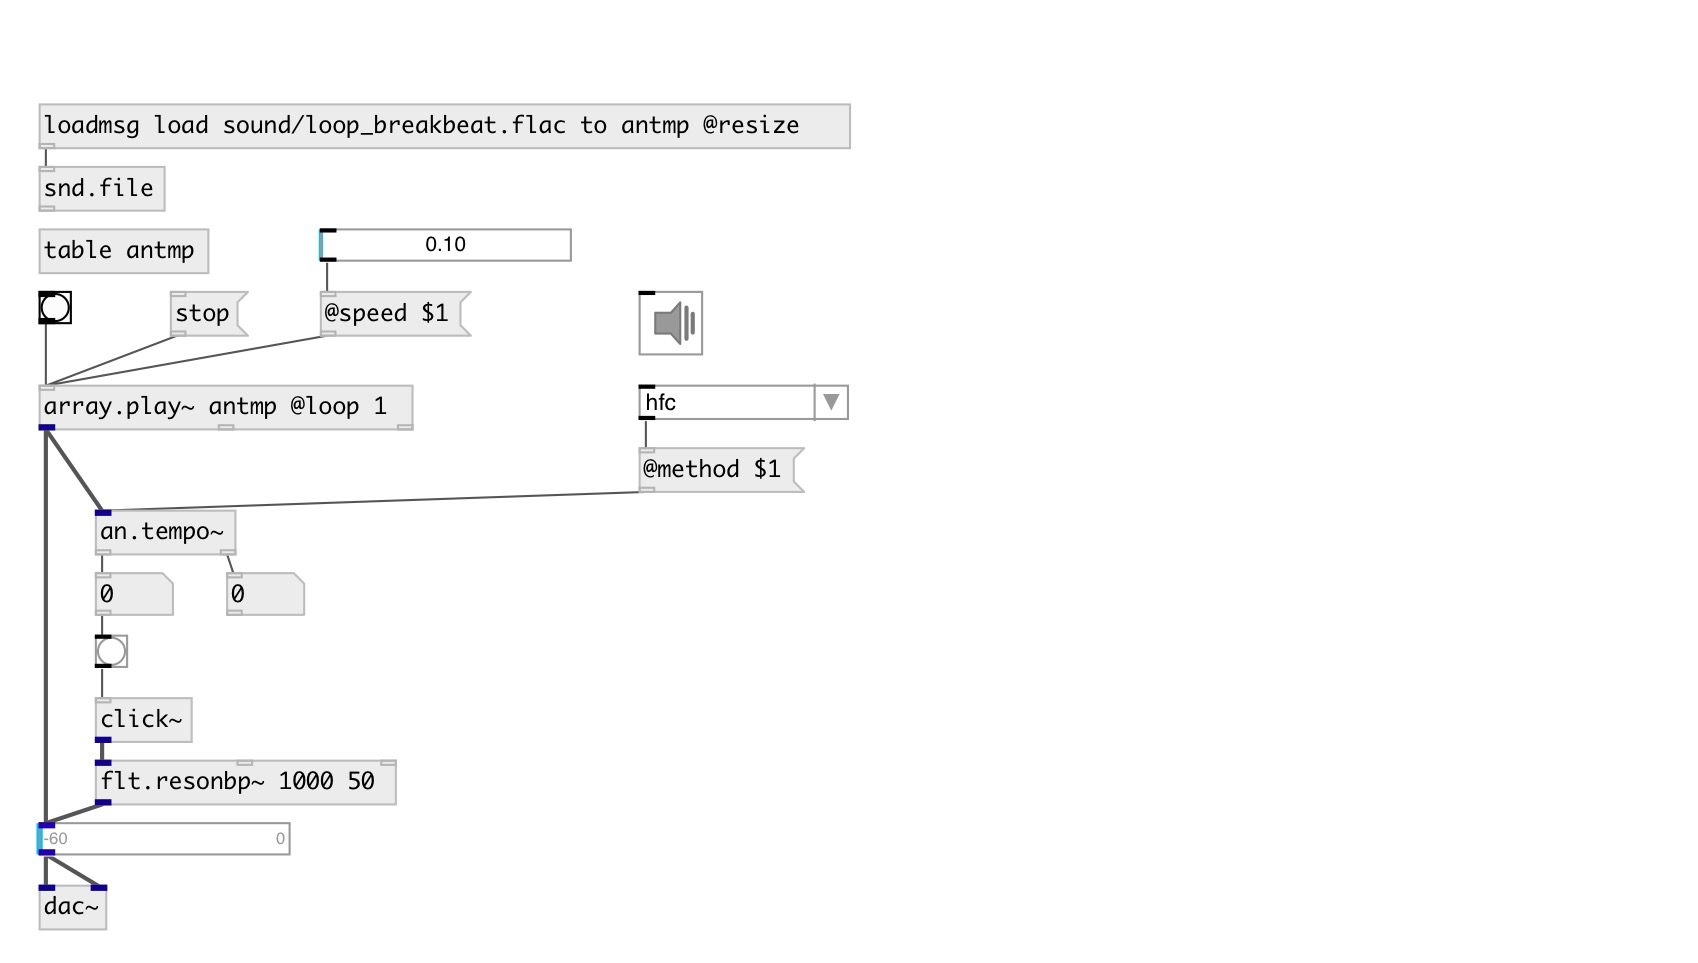 loadmsg load sound/loop_breakbeat.flac to antmp @resize
snd.file
table antmp
0.10
stop
@speed $1
array.play~ antmp @loop 1
hfc
@method $1
an.tempo~
0
0
click~
flt.resonbp~ 1000 50
-60
0
dac~